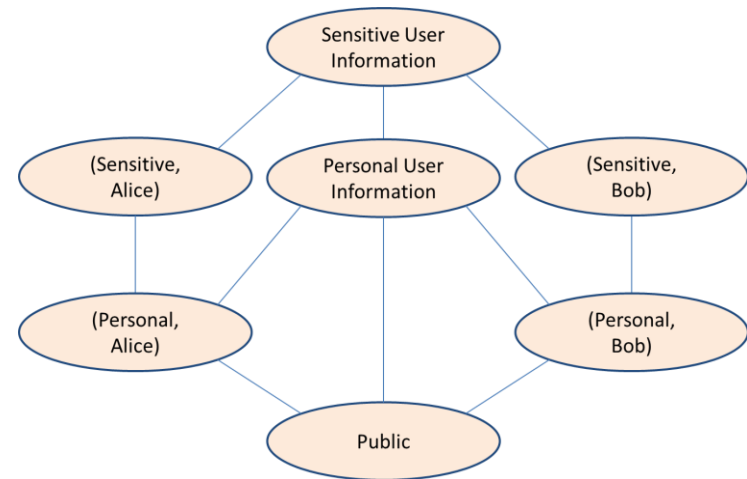 Sensitive User
Information
(Sensitive,
Alice)
Personal User
Information
(Sensitive,
Bob)
(Personal,
Alice)
(Personal,
Bob)
Public